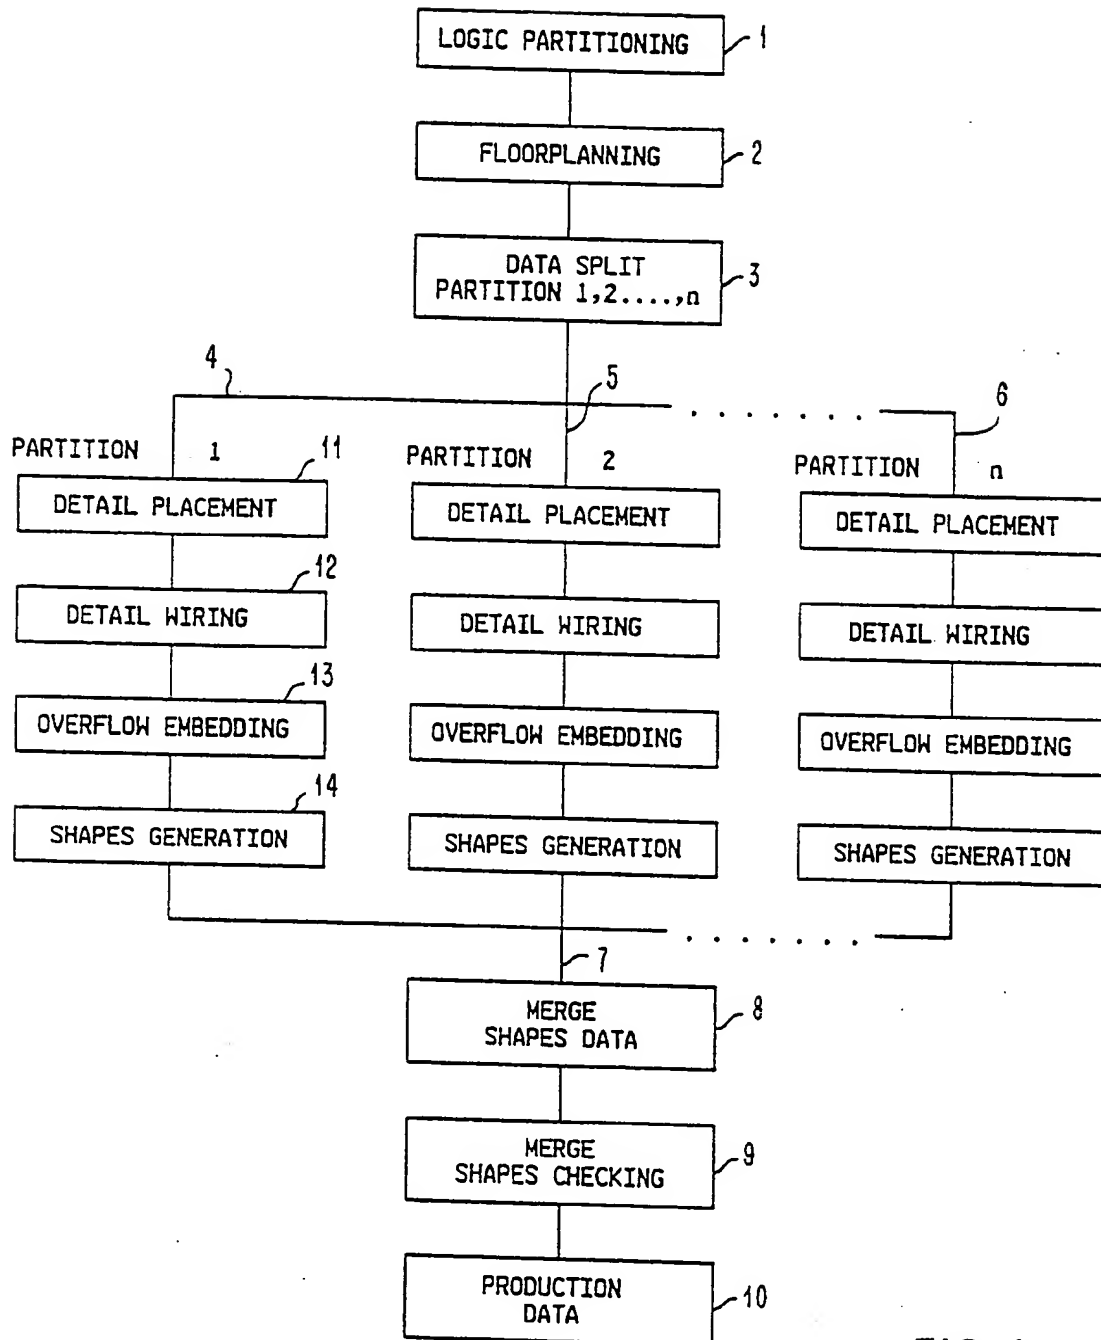 LOGIC PARTITIONING
1
FLOORPLANNING
2
DATA SPLIT
PARTITION 1,2....,n
3
4
5
6
PARTITION 1
11
PARTITION 2
PARTITION n
DETAIL PLACEMENT
DETAIL PLACEMENT
DETAIL PLACEMENT
12
DETAIL WIRING
DETAIL WIRING
DETAIL WIRING
13
OVERFLOW EMBEDDING
OVERFLOW EMBEDDING
OVERFLOW EMBEDDING
14
SHAPES GENERATION
SHAPES GENERATION
SHAPES GENERATION
7
MERGE
SHAPES DATA
8
MERGE
SHAPES CHECKING
9
PRODUCTION
DATA
10